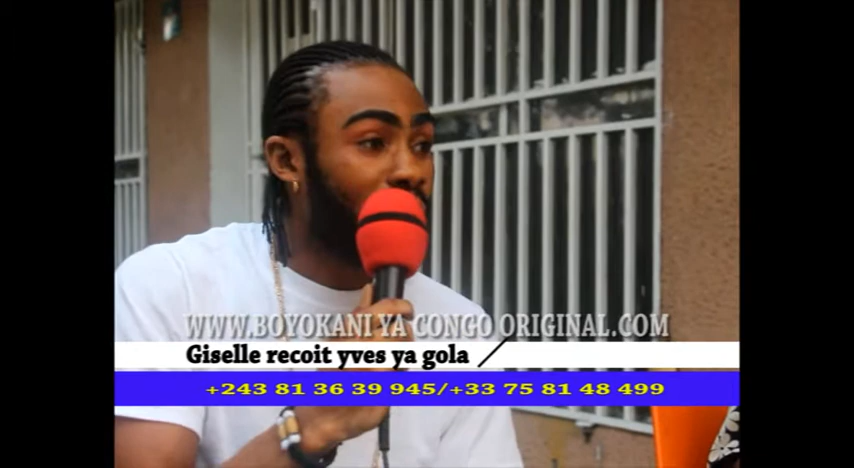 WWW.BOYOKANI YA CONGO ORIGINAL.COM
Giselle recoit yves ya gola /
+243 81 36 39 945/+33 75 81 48 499